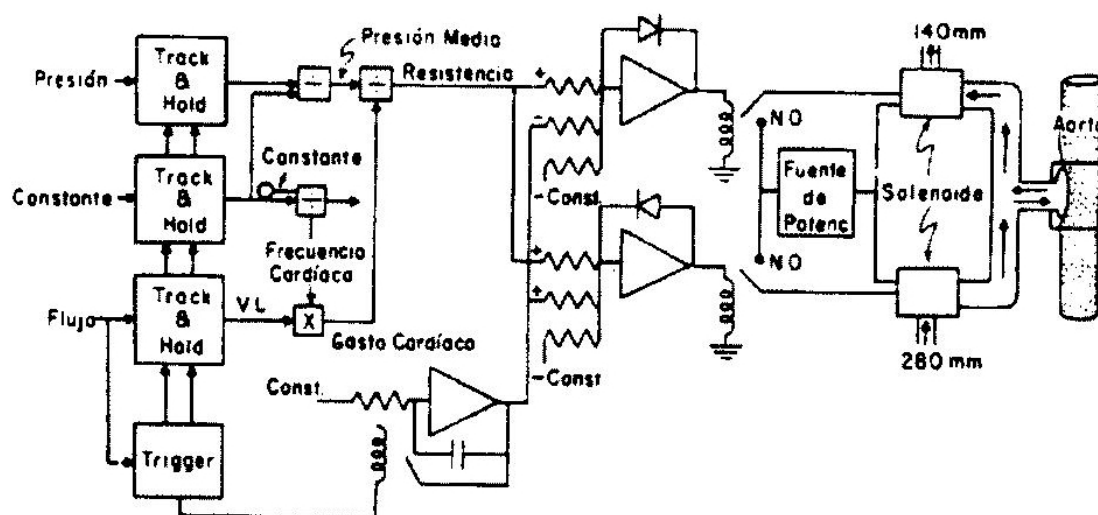 Presión
Track
&
Hold
Constante
Track
&
Hold
Flujo
Track
&
Hold
Trigger
Presión Media
÷
÷
Resistencia
Constante
÷
Frecuencia
Cardíaca
VL
X
Gasto Cardíaco
Const.
+
-
-Const.
+
+
-Const
NO
Fuente
de
Potenc.
NO
140mm
Solenoide
280 mm
Aorta